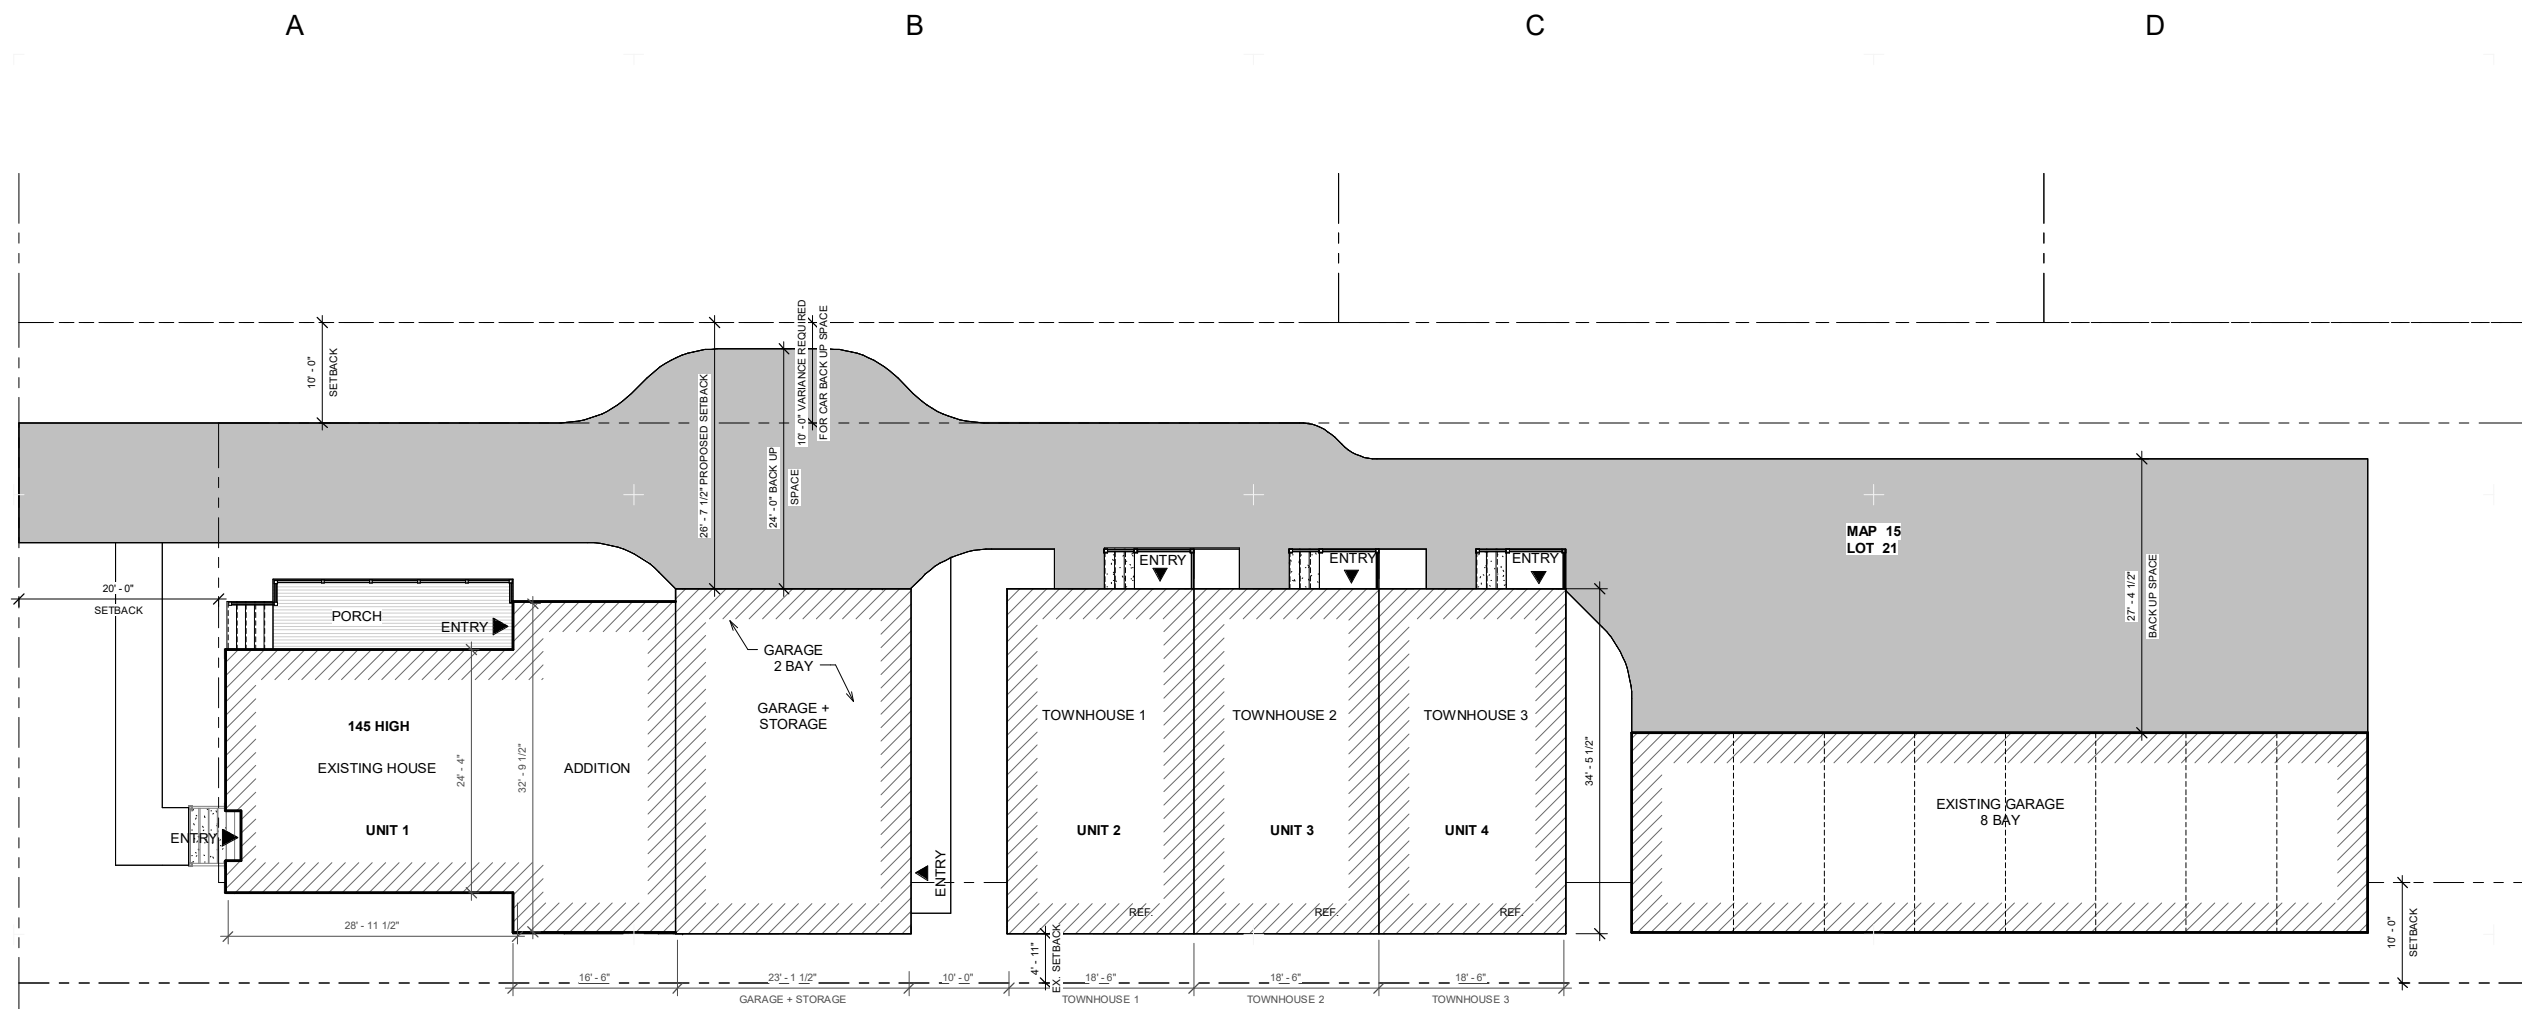 A
B
C
D
10' - 0"
SETBACK
26' - 7 1/2" PROPOSED SETBACK
24' - 0" BACK UP
SPACE
10' - 0" VARIANCE REQUIRED
FOR CAR BACK UP SPACE
MAP 15
LOT 21
27' - 4 1/2"
BACK UP SPACE
20' - 0"
SETBACK
PORCH
ENTRY
ENTRY
ENTRY
ENTRY
GARAGE
2 BAY
GARAGE +
STORAGE
145 HIGH
EXISTING HOUSE
UNIT 1
ENTRY
24' - 4"
32' - 9 1/2"
ADDITION
ENTRY
TOWNHOUSE 1
UNIT 2
REF.
TOWNHOUSE 2
UNIT 3
REF.
TOWNHOUSE 3
UNIT 4
REF.
34' - 5 1/2"
EXISTING GARAGE
8 BAY
10' - 0"
SETBACK
28' - 11 1/2"
4' - 11"
EX. SETBACK
16' - 6"
23' - 1 1/2"
10' - 0"
18' - 6"
18' - 6"
18' - 6"
GARAGE + STORAGE
TOWNHOUSE 1
TOWNHOUSE 2
TOWNHOUSE 3